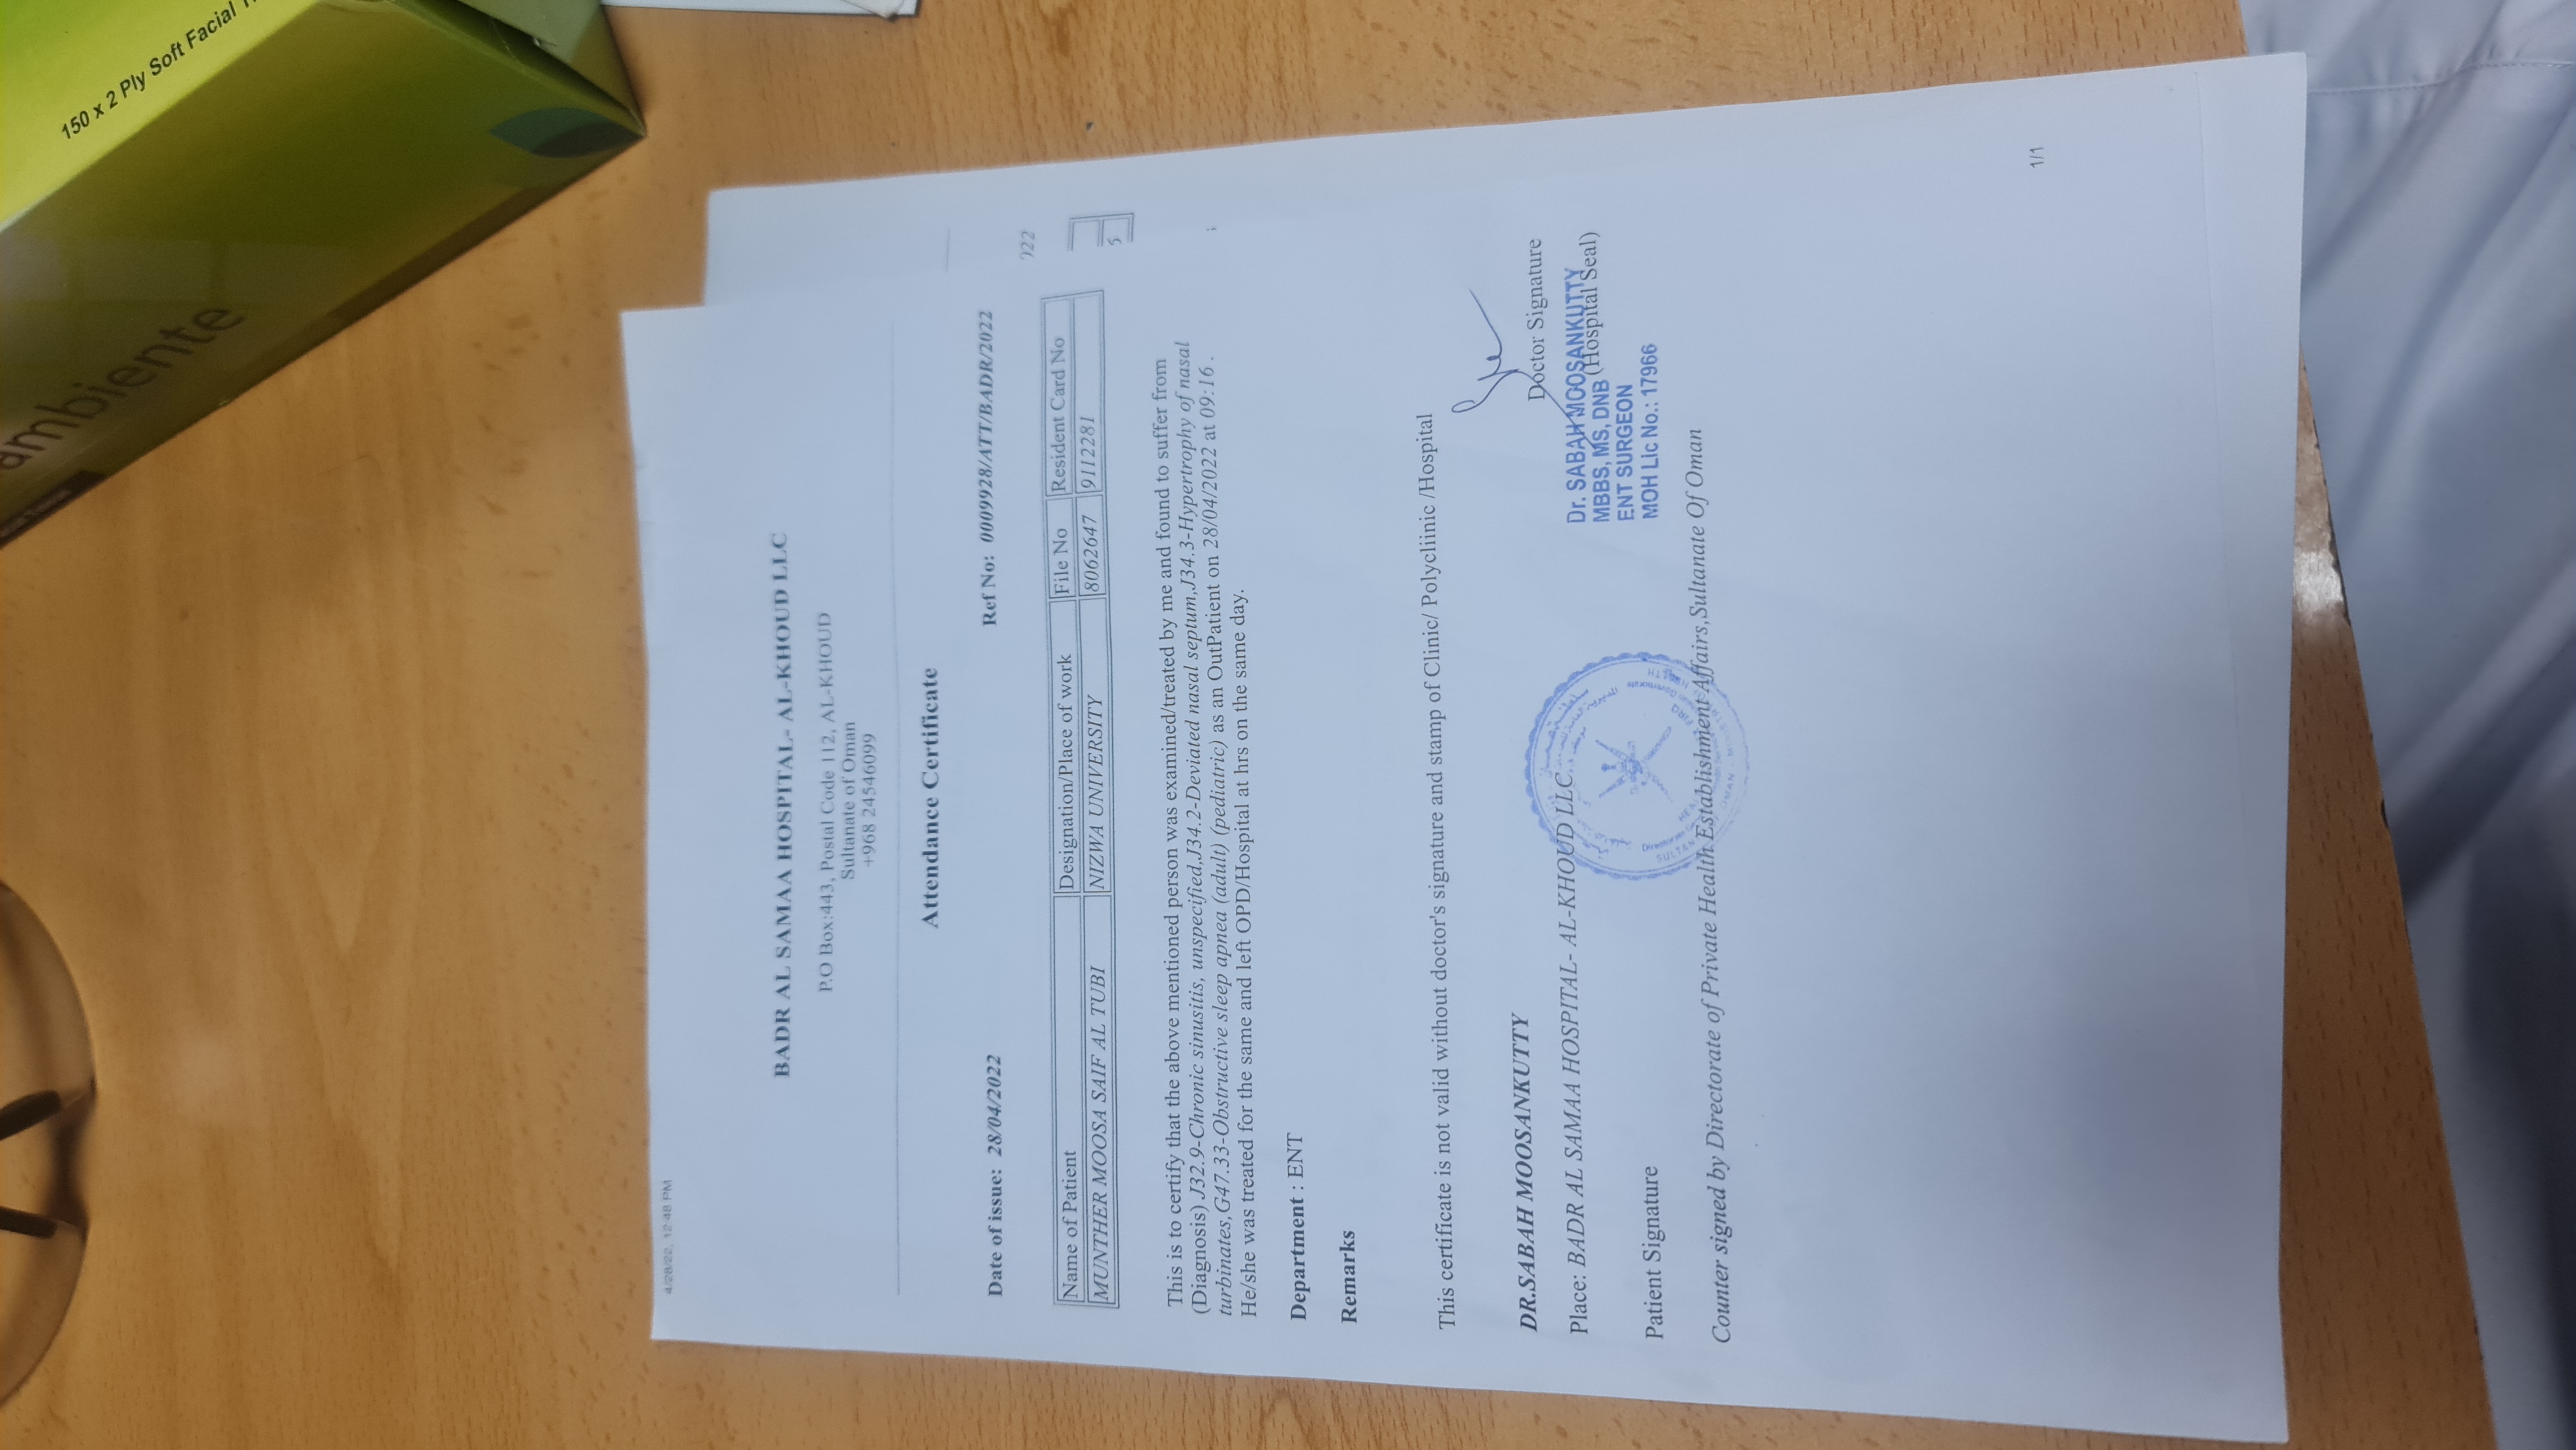 ambiente
150 x 2 Ply Soft Facial
4/28/22, 12:48 PM
BADR AL SAMAA HOSPITAL- AL-KHOUD LLC
P.O Box:443, Postal Code 112, AL-KHOUD
Sultanate of Oman
+968 24546099
Attendance Certificate
Date of issue: 28/04/2022 Ref No: 0009928/ATT/BADR/2022
022
Name of Patient Designation/Place of work File No Resident Card No
MUNTHER MOOSA SAIF AL TUBI NIZWA UNIVERSITY 8062647 9112281
5
This is to certify that the above mentioned person was examined/treated by me and found to suffer from
(Diagnosis) J32.9-Chronic sinusitis, unspecified,J34.2-Deviated nasal septum,J34.3-Hypertrophy of nasal
turbinates,G47.33-Obstructive sleep apnea (adult) (pediatric) as an OutPatient on 28/04/2022 at 09:16 .
He/she was treated for the same and left OPD/Hospital at hrs on the same day.
Department : ENT
Remarks
This certificate is not valid without doctor's signature and stamp of Clinic/ Polycliinic /Hospital
DR.SABAH MOOSANKUTTY
Doctor Signature
Place: BADR AL SAMAA HOSPITAL- AL-KHOUD LLC
Dr. SABAH MOOSANKUTTY
(Hospital Seal)
MBBS, MS, DNB
ENT SURGEON
MOH Lic No.: 17966
Patient Signature
Counter signed by Directorate of Private Health Establishment Affairs,Sultanate Of Oman
1/1